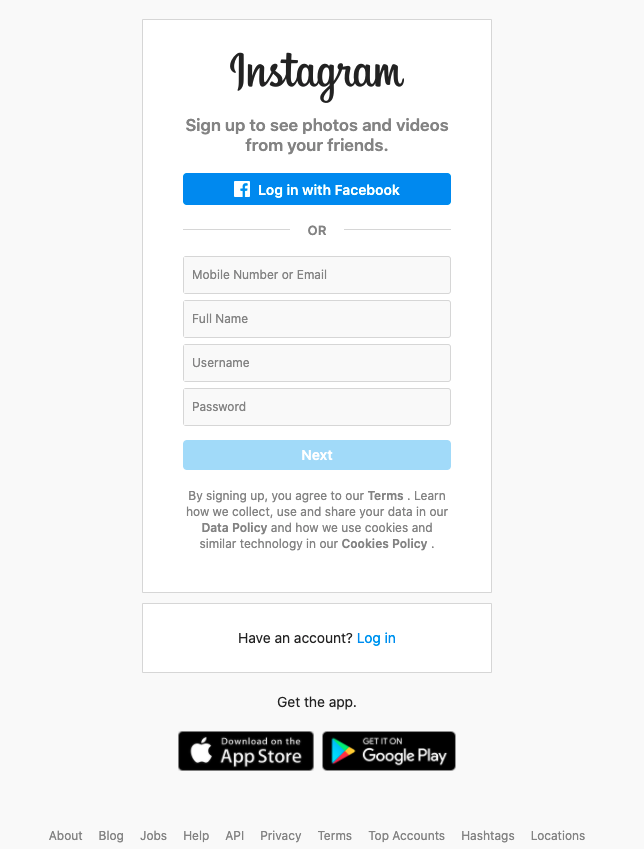 Instagram
Sign up to see photos and videos
from your friends.
Log in with Facebook
OR
Mobile Number or Email
Full Name
Username
Password
Next
By signing up, you agree to our Terms . Learn
how we collect, use and share your data in our
Data Policy and how we use cookies and
similar technology in our Cookies Policy .
Have an account? Log in
Get the app.
Download on the
App Store
GET IT ON
Google Play
About Blog Jobs Help API Privacy Terms Top Accounts Hashtags Locations